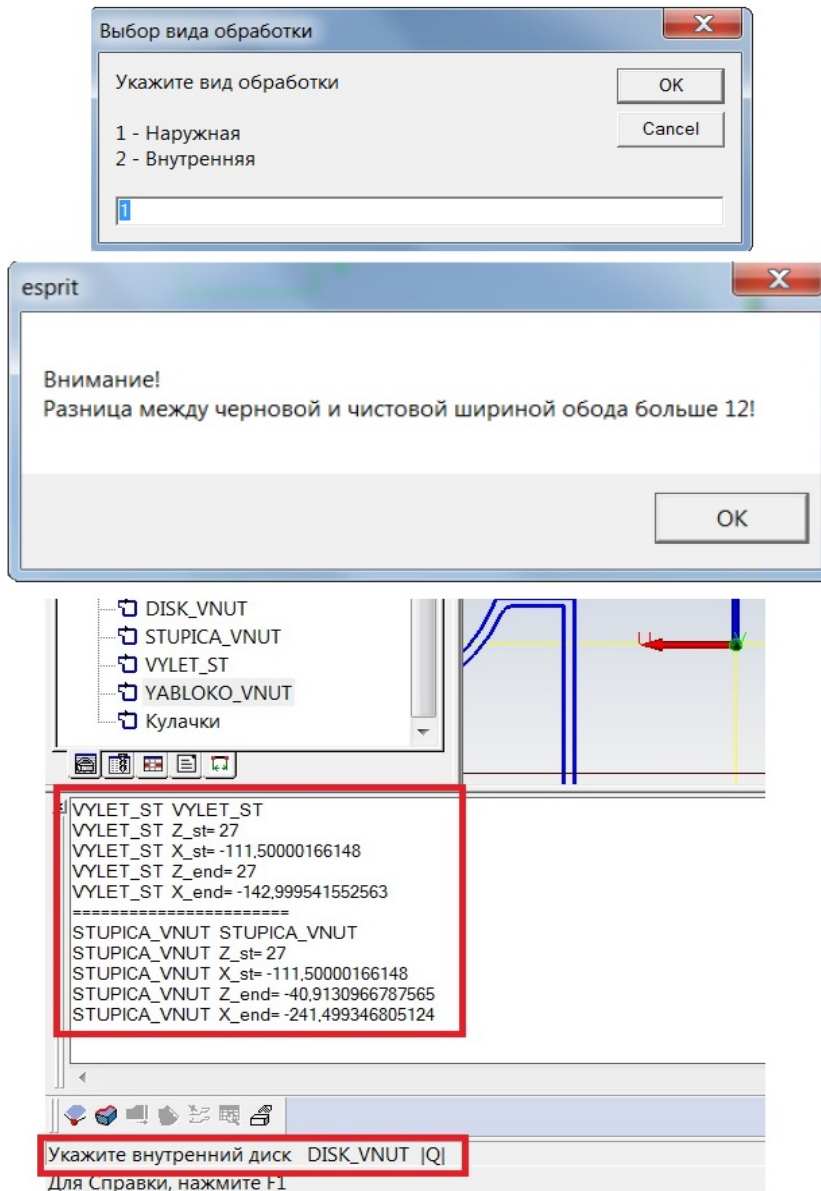 Выбор вида обработки
Укажите вид обработки
OK
1 - Наружная
Cancel
2 - Внутренняя
1
esprit
Внимание!
Разница между черновой и чистовой шириной обода больше 12!
OK
DISK_VNUT
STUPICA_VNUT
VYLET_ST
YABLOKO_VNUT
Кулачки
U
VYLET_ST VYLET_ST
VYLET_ST Z_st= 27
VYLET_ST X_st= -111,50000166148
VYLET_ST Z_end= 27
VYLET_ST X_end= -142,999541552563
=======================
STUPICA_VNUT STUPICA_VNUT
STUPICA_VNUT Z_st= 27
STUPICA_VNUT X_st= -111,50000166148
STUPICA_VNUT Z_end= -40,9130966787565
STUPICA_VNUT X_end= -241,499346805124
Укажите внутренний диск DISK_VNUT |Q|
Для Справки, нажмите F1